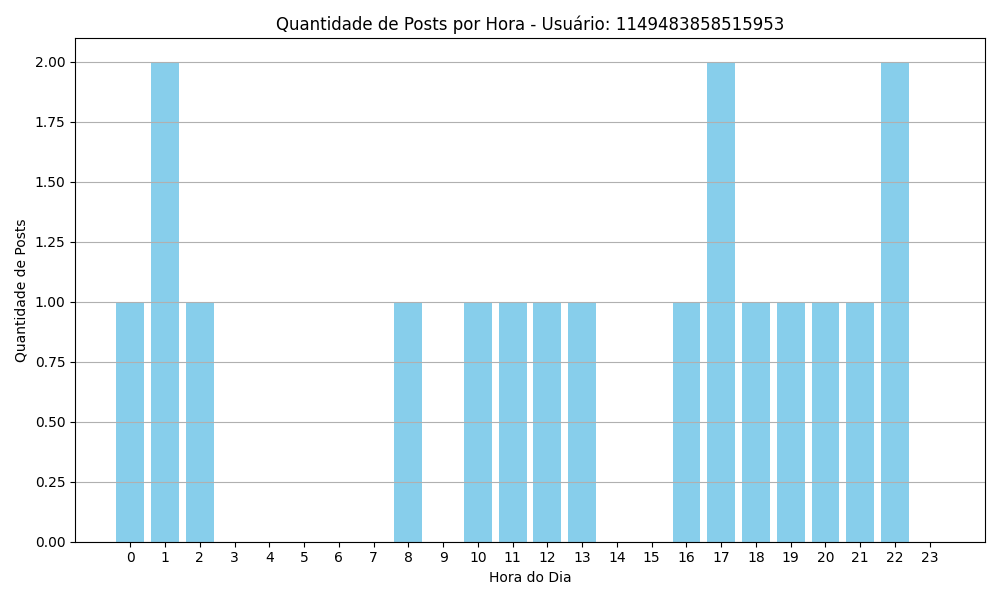 Quantidade de Posts por Hora - Usuário: 1149483858515953
2.00
1.75
1.50
1.25
1.00
0.75
0.50
0.25
0.00
Quantidade de Posts
0 1 2 3 4 5 6 7 8 9 10 11 12 13 14 15 16 17 18 19 20 21 22 23
Hora do Dia